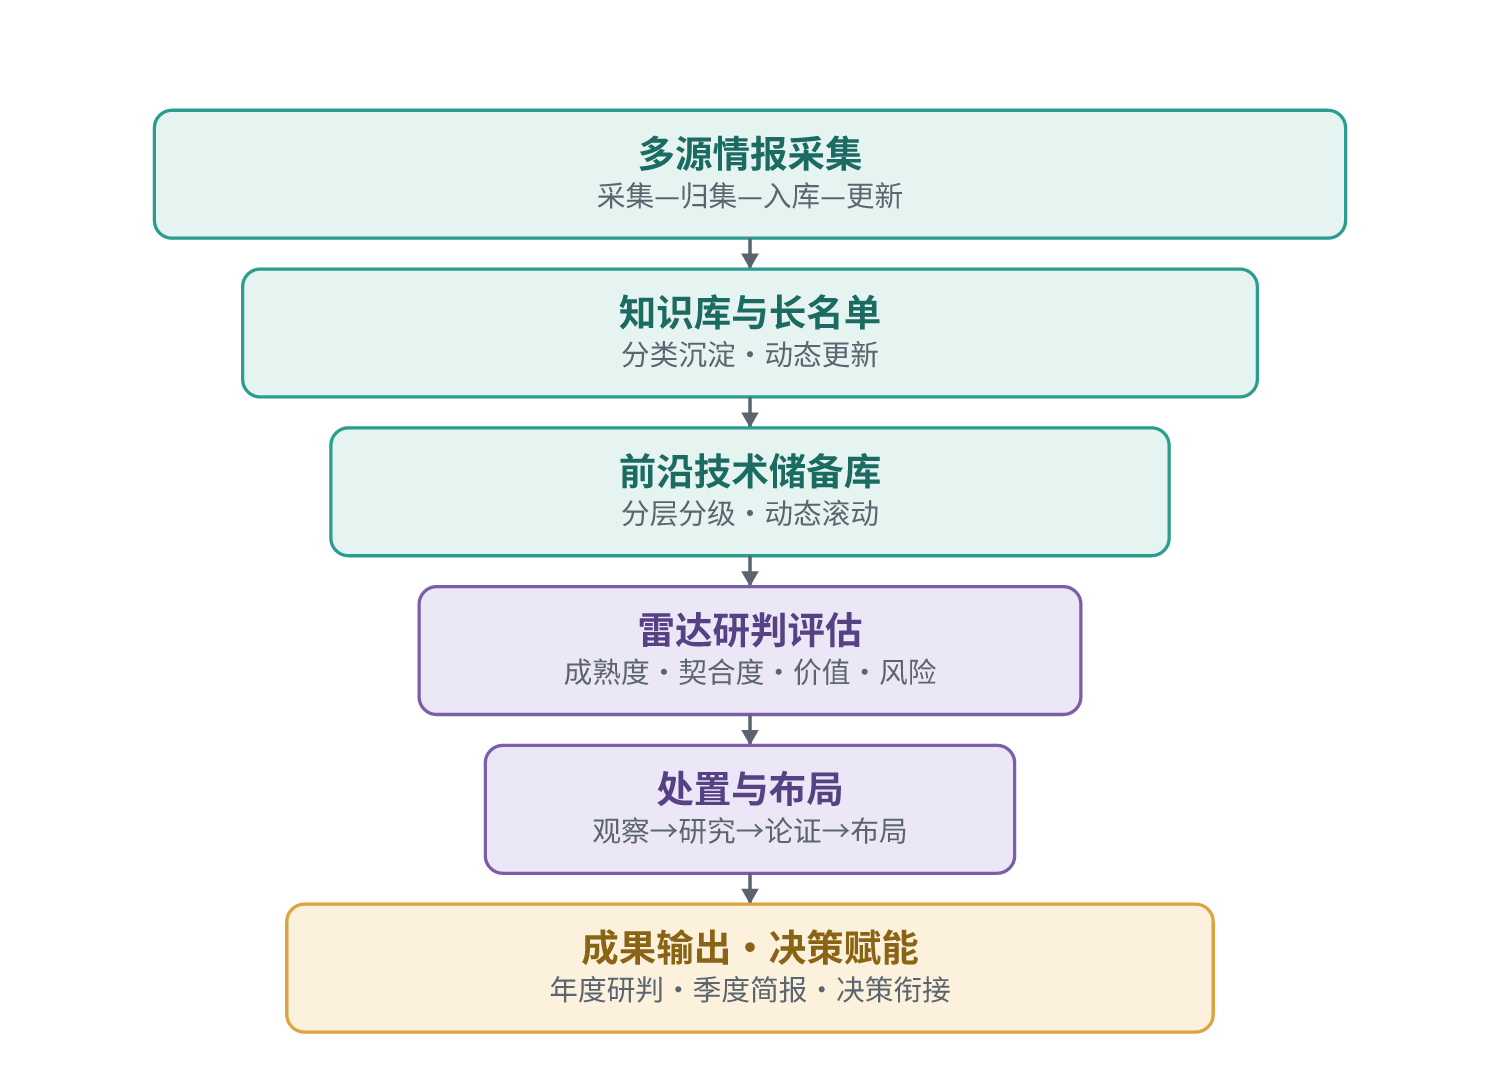 多源情报采集
采集—归集—入库—更新
知识库与长名单
分类沉淀・动态更新
前沿技术储备库
分层分级・动态滚动
雷达研判评估
成熟度・契合度・价值・风险
处置与布局
观察→研究→论证→布局
成果输出・决策赋能
年度研判・季度简报・决策衔接